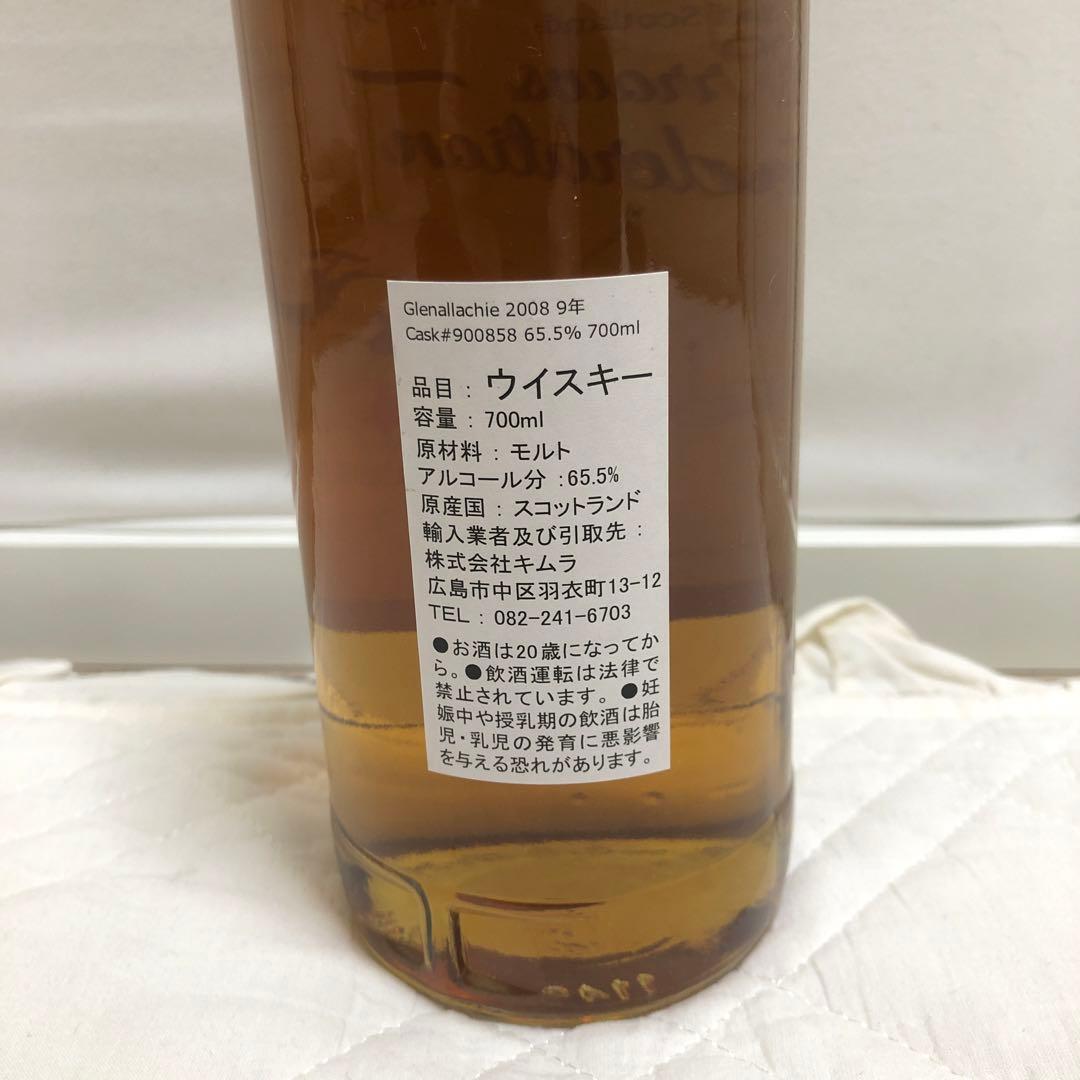 Scotland
Glenallachie 2008 9年
Cask#900858 65.5% 700ml
品目 : ウイスキー
容量 : 700ml
原材料 : モルト
アルコール分 :65.5%
原産国 : スコットランド
輸入業者及び引取先 :
株式会社キムラ
広島市中区羽衣町13-12
TEL : 082-241-6703
●お酒は20歳になってか
ら。●飲酒運転は法律で
禁止されています。●妊
娠中や授乳期の飲酒は胎
児・乳児の発育に悪影響
を与える恐れがあります。